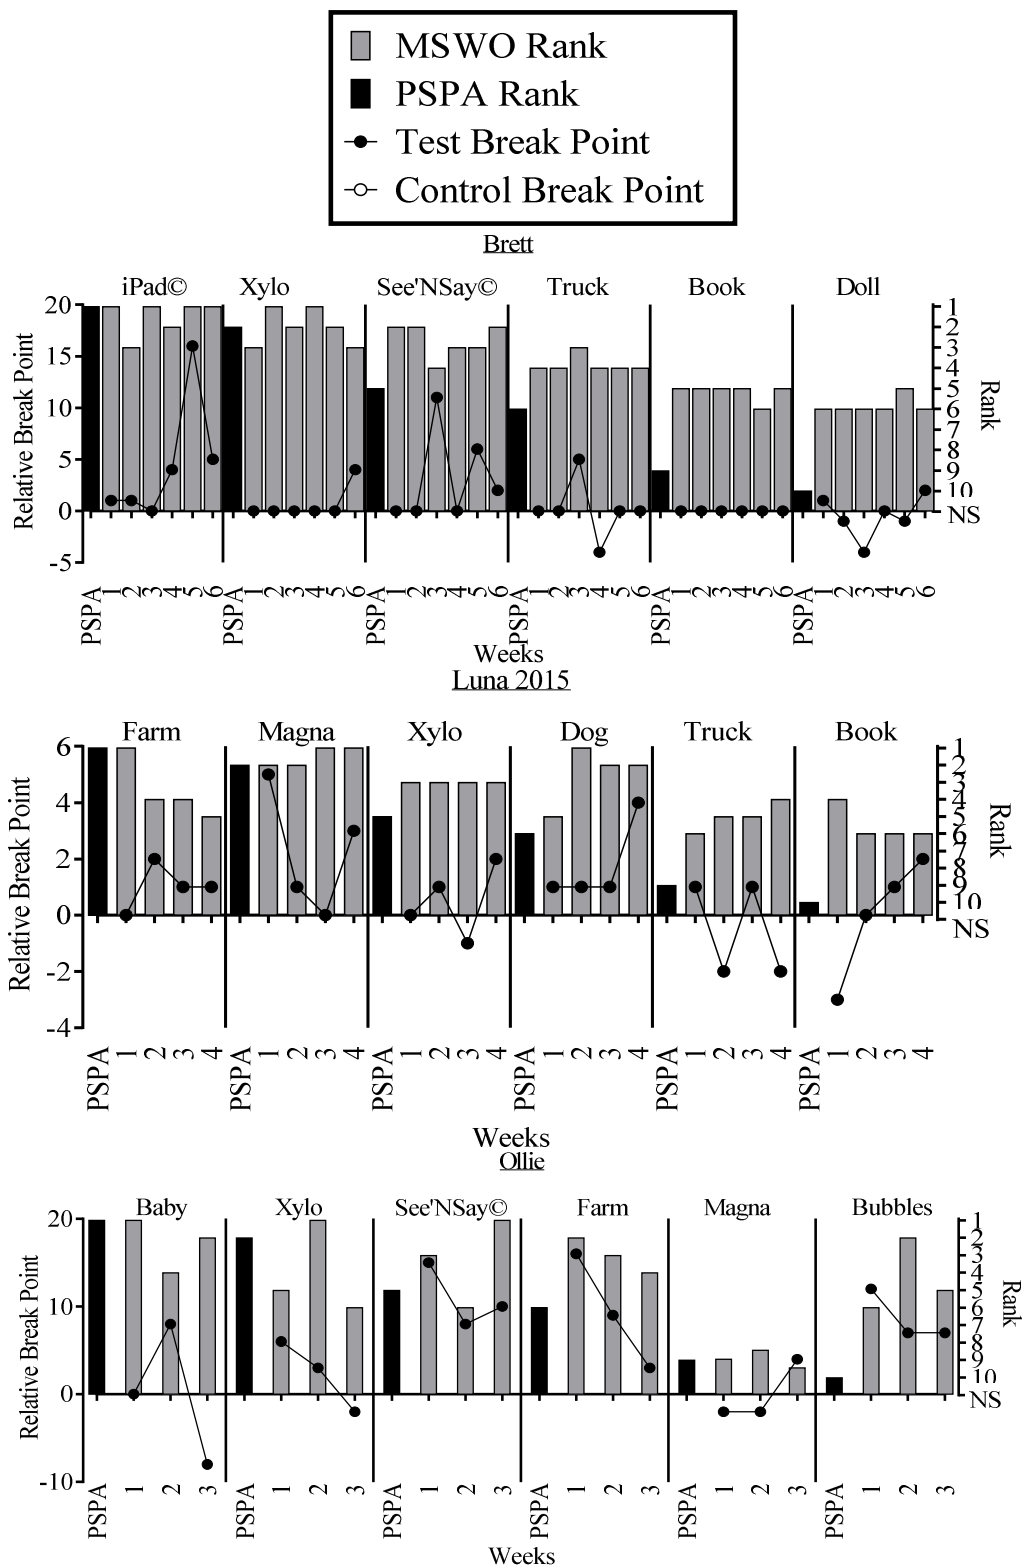 MSWO Rank
PSPA Rank
Test Break Point
Control Break Point
Brett
iPad© Xylo See'NSay© Truck Book Doll
20
15
10
5
0
-5
Relative Break Point
1
2
3
4
5
6
7
8
9
10
NS
Rank
PSPA 1 2 3 4 5 6 PSPA 1 2 3 4 5 6 PSPA 1 2 3 4 5 6 PSPA 1 2 3 4 5 6 PSPA 1 2 3 4 5 6 PSPA 1 2 3 4 5 6
Weeks
Luna 2015
Farm Magna Xylo Dog Truck Book
6
4
2
0
-2
-4
Relative Break Point
1
2
3
4
5
6
7
8
9
10
NS
Rank
PSPA 1 2 3 4 PSPA 1 2 3 4 PSPA 1 2 3 4 PSPA 1 2 3 4 PSPA 1 2 3 4 PSPA 1 2 3 4
Weeks
Ollie
Baby Xylo See'NSay© Farm Magna Bubbles
20
10
0
-10
Relative Break Point
1
2
3
4
5
6
7
8
9
10
NS
Rank
PSPA 1 2 3 PSPA 1 2 3 PSPA 1 2 3 PSPA 1 2 3 PSPA 1 2 3 PSPA 1 2 3
Weeks